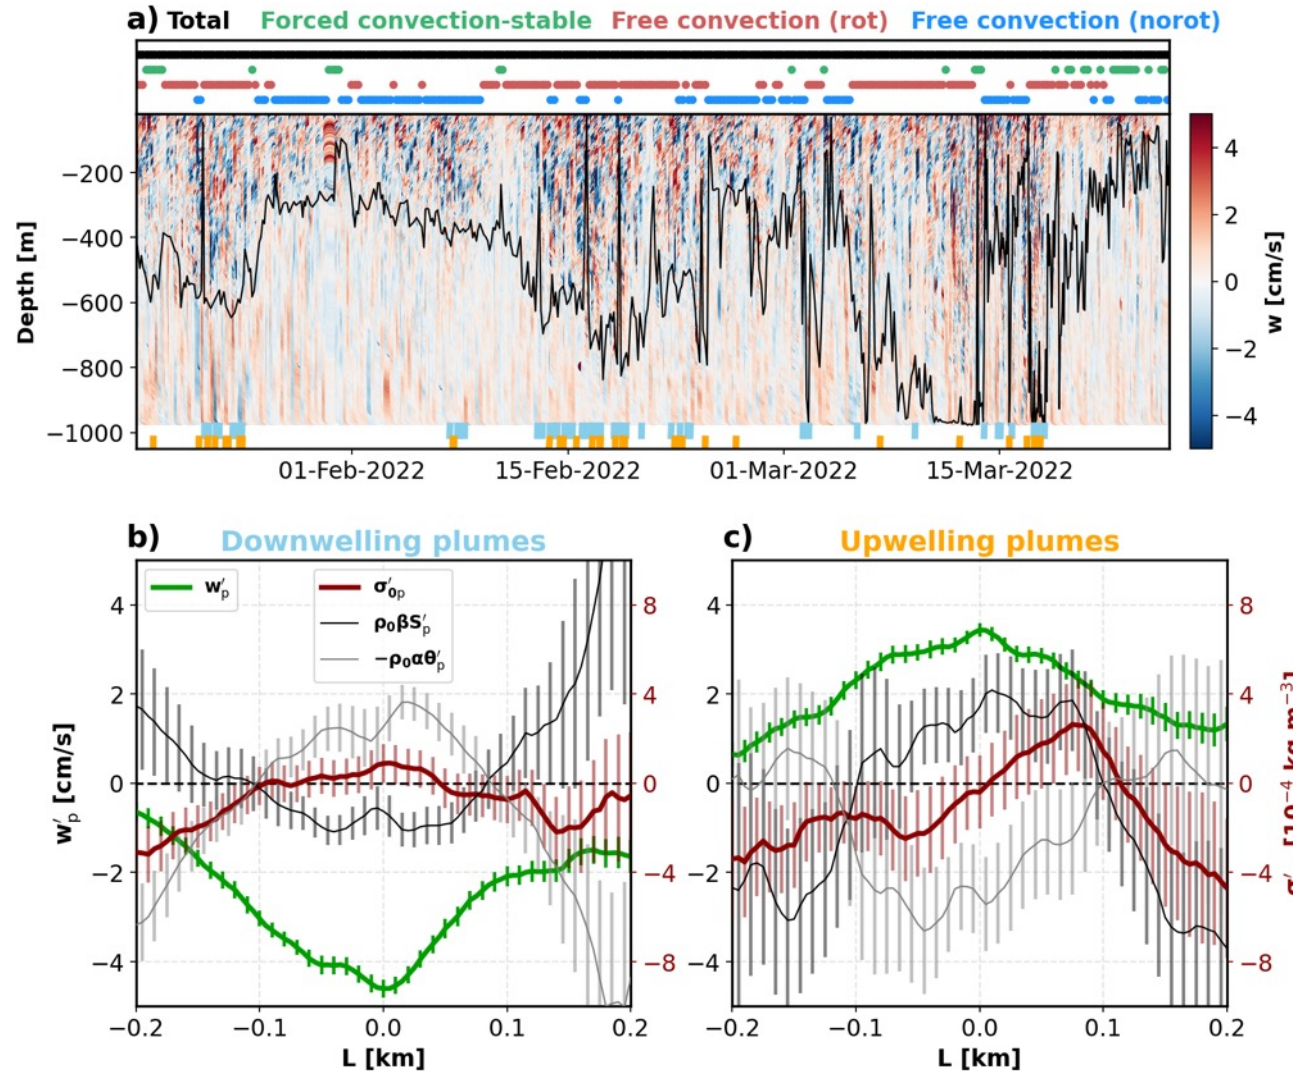 a) Total Forced convection-stable Free convection (rot) Free convection (norot)
−200
−400
−600
−800
−1000
Depth [m]
01-Feb-2022 15-Feb-2022 01-Mar-2022 15-Mar-2022
4
2
0
−2
−4
w [cm/s]
b) Downwelling plumes
w′p
σ′0p
ρ0βS′p
−ρ0αθ′p
4
2
0
−2
−4
w′p [cm/s]
8
4
0
−4
−8
−0.2 −0.1 0.0 0.1 0.2
L [km]
c) Upwelling plumes
4
2
0
−2
−4
8
4
0
−4
−8
[10−4 kg m−3]
−0.2 −0.1 0.0 0.1 0.2
L [km]